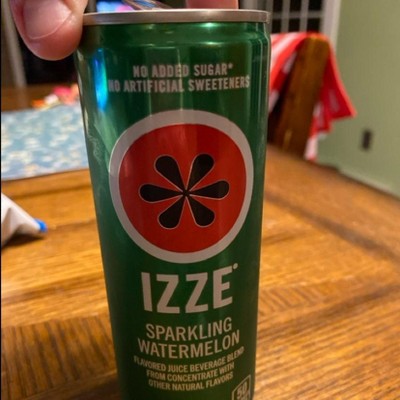 NO ADDED SUGAR*
NO ARTIFICIAL SWEETENERS
IZZE®
SPARKLING
WATERMELON
FLAVORED JUICE BEVERAGE BLEND
FROM CONCENTRATE WITH
OTHER NATURAL FLAVORS
50